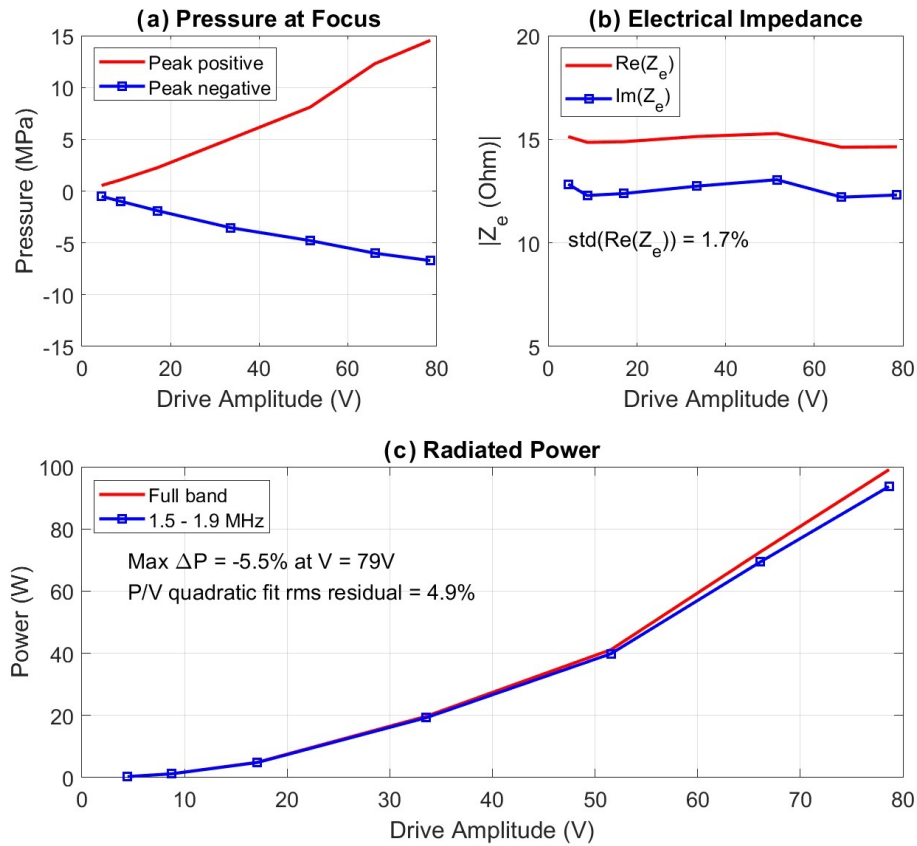 (a) Pressure at Focus
15
10
5
0
-5
-10
-15
Pressure (MPa)
Peak positive
Peak negative
0 20 40 60 80
Drive Amplitude (V)
(b) Electrical Impedance
20
15
10
5
|Z_e (Ohm)|
Re(Z_e)
Im(Z_e)
std(Re(Z_e)) = 1.7%
0 20 40 60 80
Drive Amplitude (V)
(c) Radiated Power
100
80
60
40
20
0
Power (W)
Full band
1.5 - 1.9 MHz
Max ΔP = -5.5% at V = 79V
P/V quadratic fit rms residual = 4.9%
0 10 20 30 40 50 60 70 80
Drive Amplitude (V)